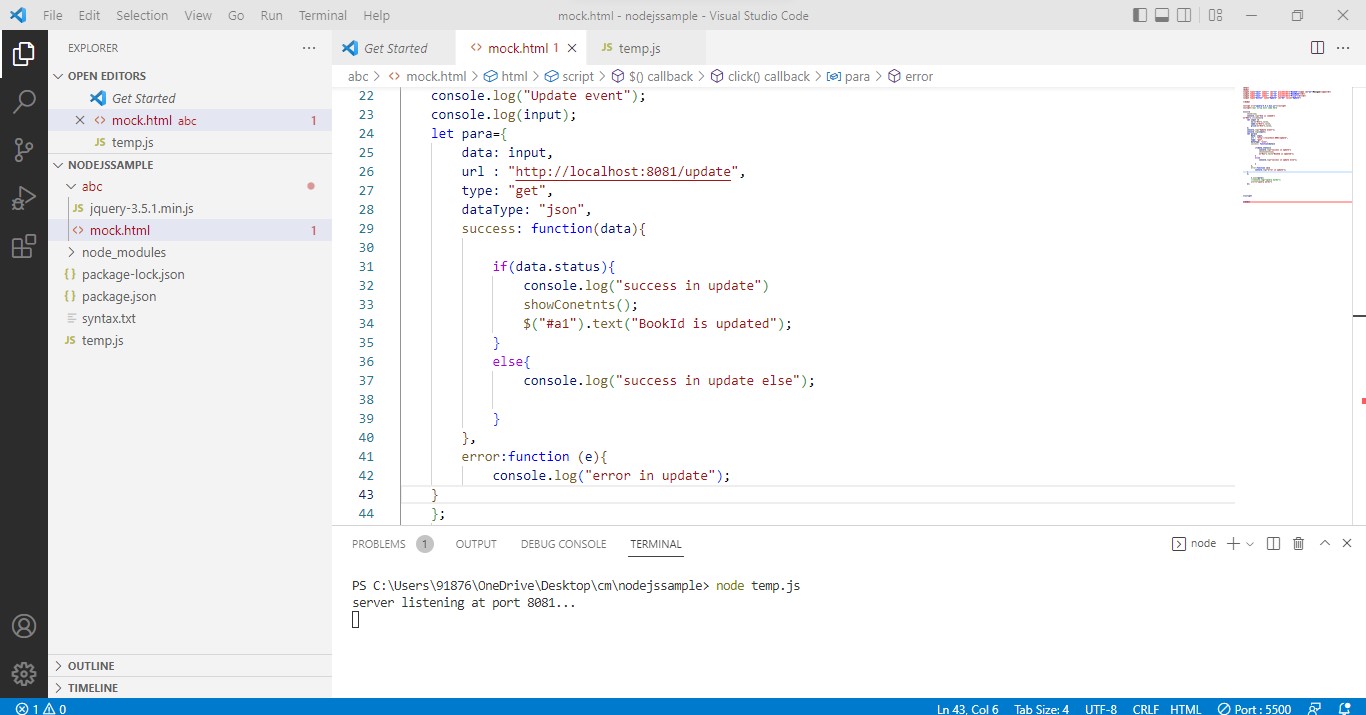 File Edit Selection View Go Run Terminal Help mock.html - nodejssample - Visual Studio Code
EXPLORER
OPEN EDITORS
Get Started
mock.html abc 1
temp.js
NODEJSSAMPLE
abc
JS jquery-3.5.1.min.js
<> mock.html 1
node_modules
{} package-lock.json
{} package.json
syntax.txt
JS temp.js
OUTLINE
TIMELINE
Get Started <> mock.html 1 JS temp.js
abc > <> mock.html > html > script > $() callback > click() callback > para > error
22 console.log("Update event");
23 console.log(input);
24 let para={
25 data: input,
26 url : "http://localhost:8081/update",
27 type: "get",
28 dataType: "json",
29 success: function(data){
30
31 if(data.status){
32 console.log("success in update")
33 showConetnts();
34 $("#a1").text("BookId is updated");
35 }
36 else{
37 console.log("success in update else");
38
39 }
40 },
41 error:function (e){
42 console.log("error in update");
43 }
44 };
PROBLEMS 1 OUTPUT DEBUG CONSOLE TERMINAL node
PS C:\Users\91876\OneDrive\Desktop\cm\nodejssample> node temp.js
server listening at port 8081...
1 0 Ln 43, Col 6 Tab Size: 4 UTF-8 CRLF HTML Port : 5500